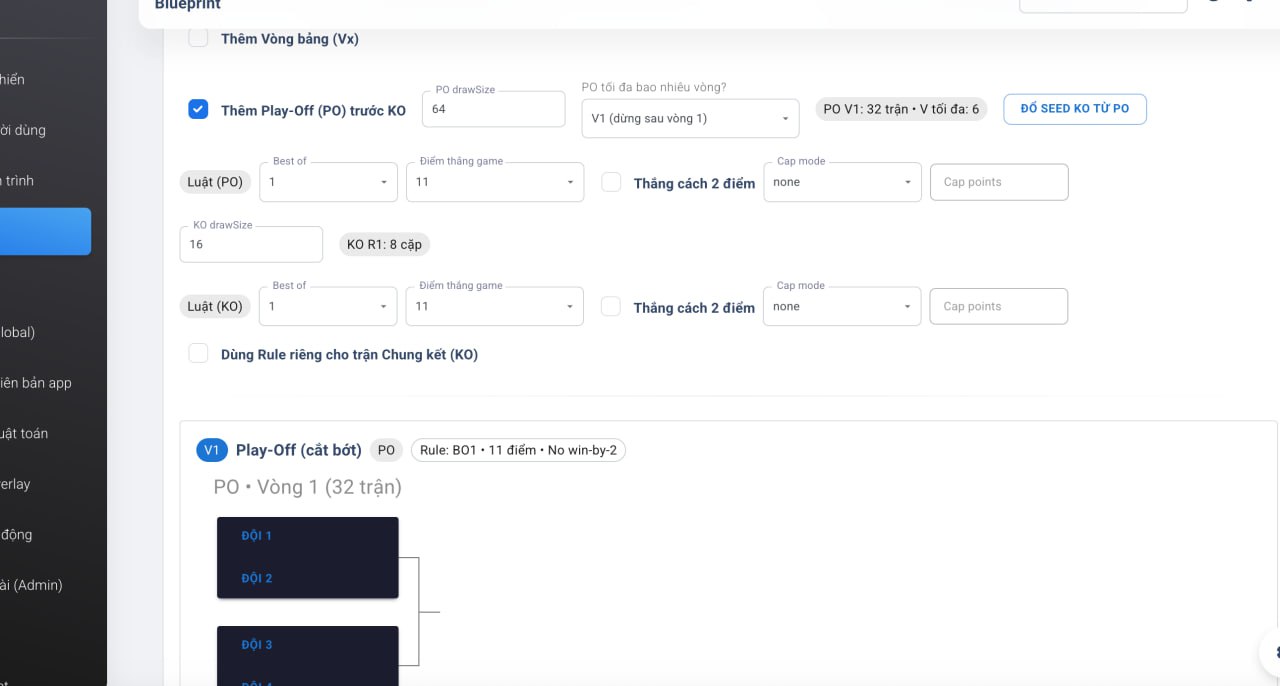 Blueprint
Thêm Vòng bảng (Vx)
hiển
Thêm Play-Off (PO) trước KO
PO drawSize
64
PO tối đa bao nhiêu vòng?
V1 (dừng sau vòng 1)
PO V1: 32 trận • V tối đa: 6
ĐỔ SEED KO TỪ PO
ời dùng
n trình
Luật (PO)
Best of
1
Điểm thắng game
11
Thắng cách 2 điểm
Cap mode
none
Cap points
KO drawSize
16
KO R1: 8 cặp
Luật (KO)
Best of
1
Điểm thắng game
11
Thắng cách 2 điểm
Cap mode
none
Cap points
lobal)
Dùng Rule riêng cho trận Chung kết (KO)
iên bản app
uật toán
V1
Play-Off (cắt bớt)
PO
Rule: BO1 • 11 điểm • No win-by-2
erlay
PO • Vòng 1 (32 trận)
động
ĐỘI 1
ĐỘI 2
ài (Admin)
ĐỘI 3
ĐỘI 4